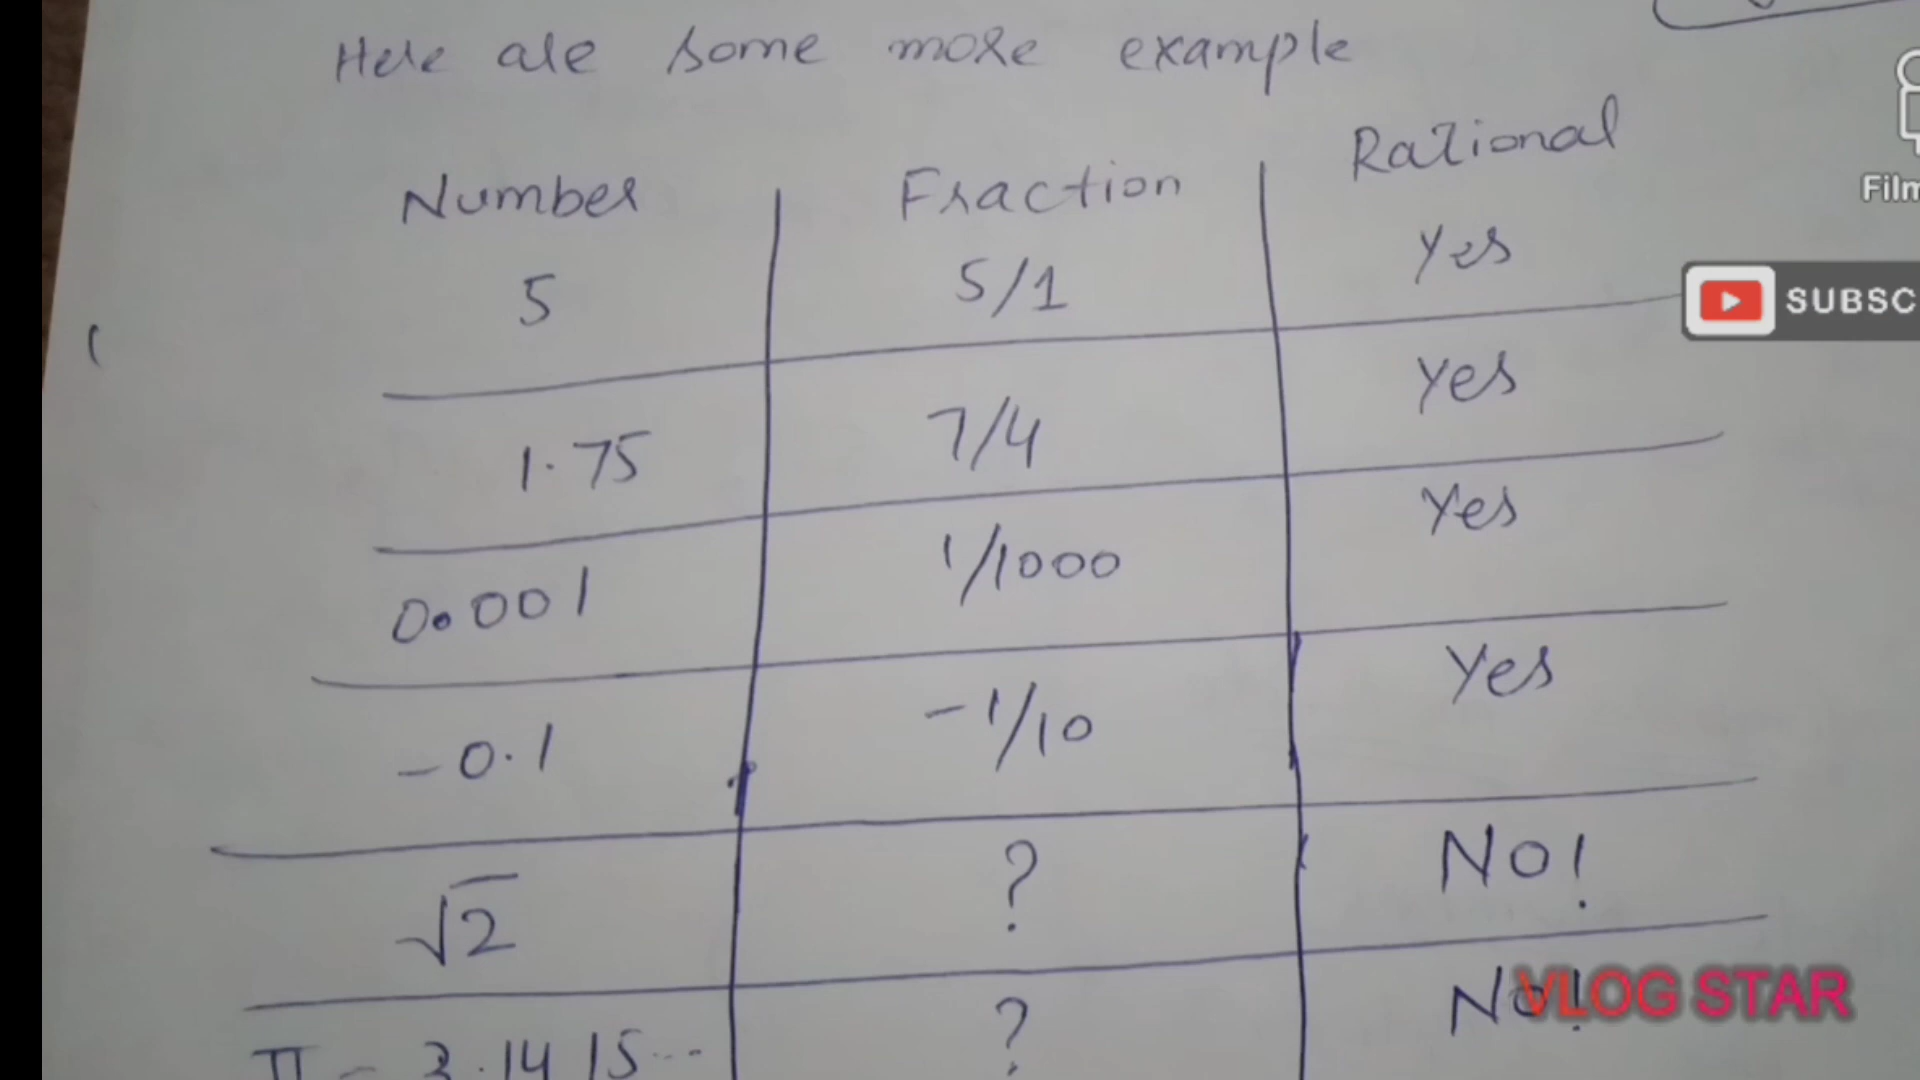 Here are some more example
Number Fraction Rational
5 5/1 Yes
1.75 7/4 Yes
0.001 1/1000 Yes
-0.1 -1/10 Yes
√2 ? No!
π = 3.1415... ? No!
Film
SUBSC
VLOG STAR